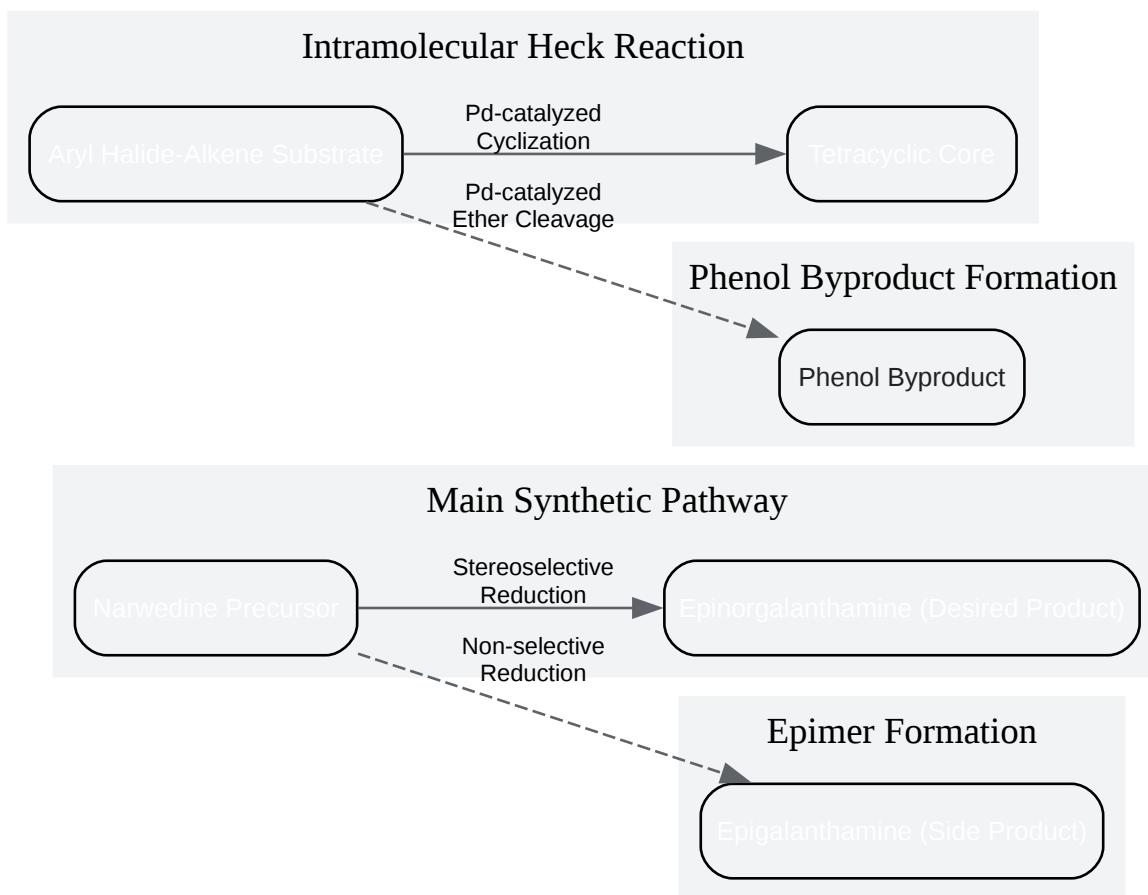 Intramolecular Heck Reaction
Aryl Halide-Alkene Substrate
Pd-catalyzed
Cyclization
Tetracyclic Core
Pd-catalyzed
Ether Cleavage
Phenol Byproduct Formation
Phenol Byproduct
Main Synthetic Pathway
Narwedine Precursor
Stereoselective
Reduction
Epinorgalanthamine (Desired Product)
Non-selective
Reduction
Epimer Formation
Epigalanthamine (Side Product)